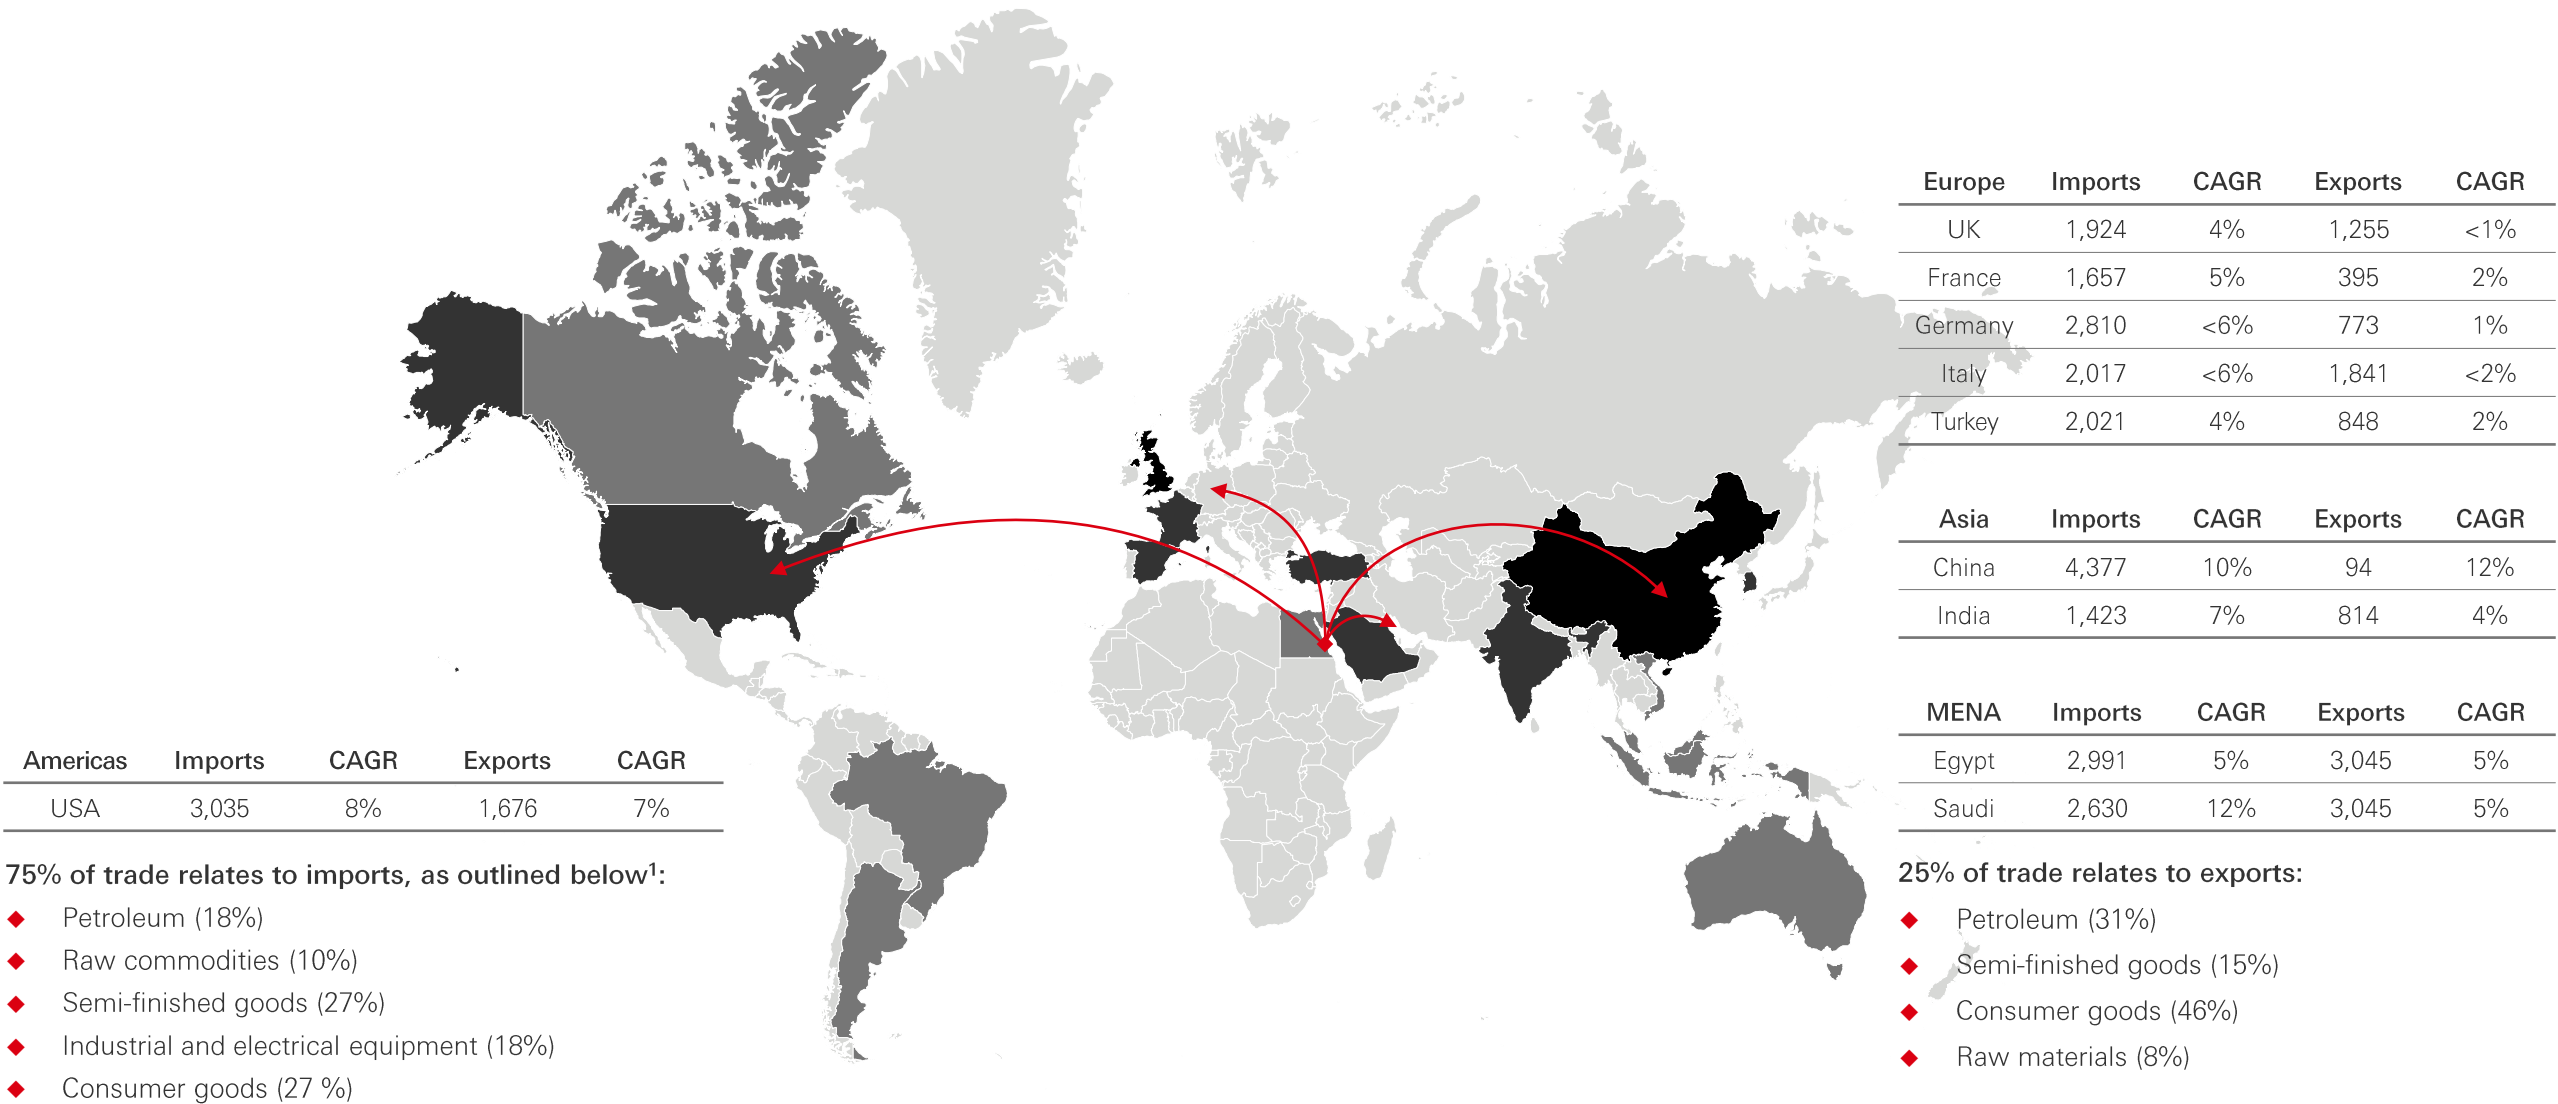 Europe Imports CAGR Exports CAGR
UK 1,924 4% 1,255 <1%
France 1,657 5% 395 2%
Germany 2,810 <6% 773 1%
Italy 2,017 <6% 1,841 <2%
Turkey 2,021 4% 848 2%
Asia Imports CAGR Exports CAGR
China 4,377 10% 94 12%
India 1,423 7% 814 4%
MENA Imports CAGR Exports CAGR
Egypt 2,991 5% 3,045 5%
Saudi 2,630 12% 3,045 5%
Americas Imports CAGR Exports CAGR
USA 3,035 8% 1,676 7%
75% of trade relates to imports, as outlined below¹:
Petroleum (18%)
Raw commodities (10%)
Semi-finished goods (27%)
Industrial and electrical equipment (18%)
Consumer goods (27 %)
25% of trade relates to exports:
Petroleum (31%)
Semi-finished goods (15%)
Consumer goods (46%)
Raw materials (8%)